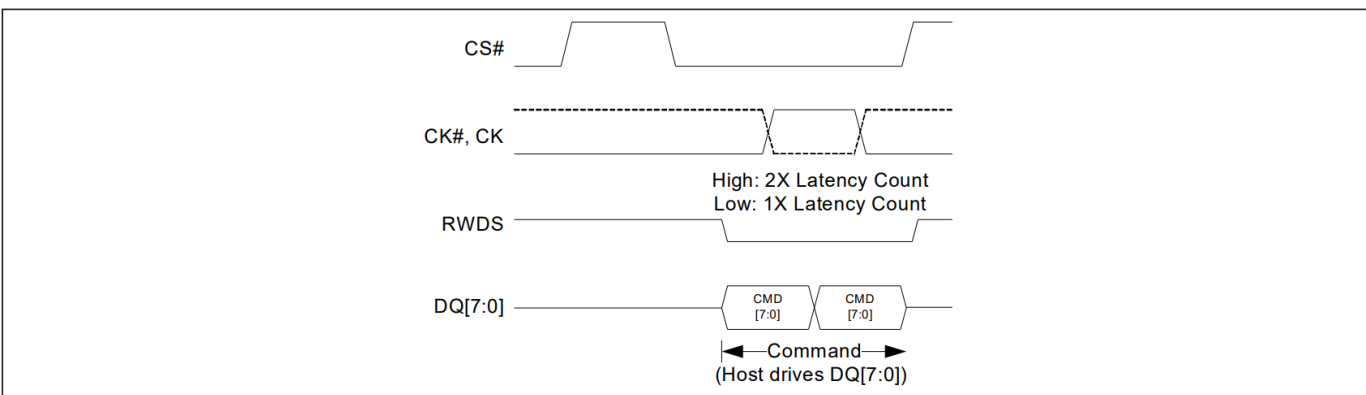 CS#
CK#, CK
High: 2X Latency Count
Low: 1X Latency Count
RWDS
DQ[7:0]
CMD
[7:0]
CMD
[7:0]
Command
(Host drives DQ[7:0])